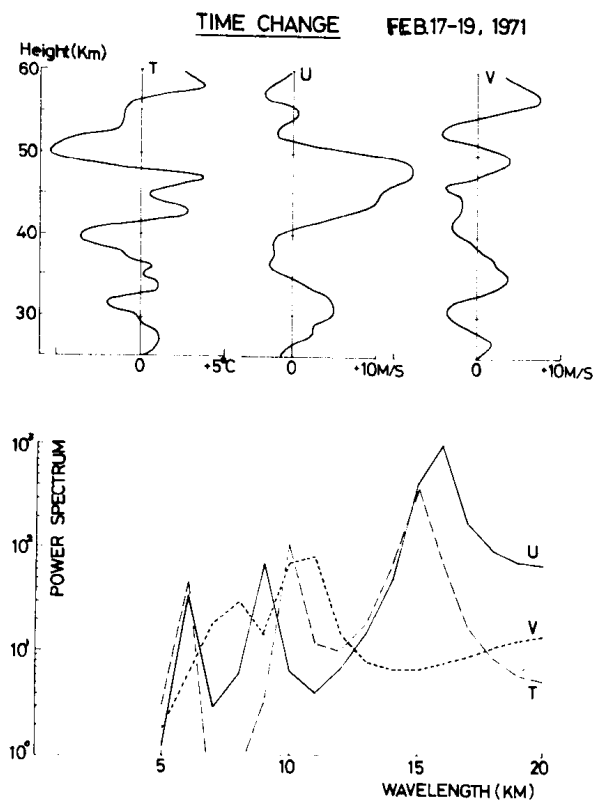 TIME CHANGE FEB.17-19, 1971
Height(Km)
60 T U V
50
40
30
0 +5°C 0 +10M/S 0 +10M/S
10³
POWER SPECTRUM
10²
U
10¹
V
T
10⁰
5 10 15 20
WAVELENGTH (KM)